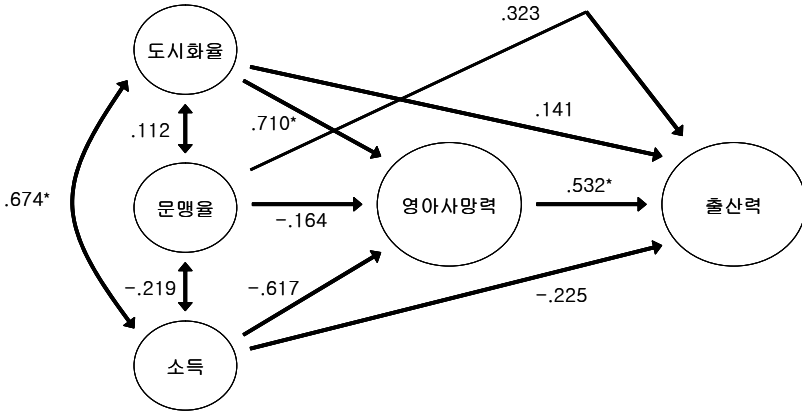 .323
도시화율
.112
.710*
.141
.674*
문맹율
-.164
영아사망력
.532*
출산력
-.219
-.617
-.225
소득